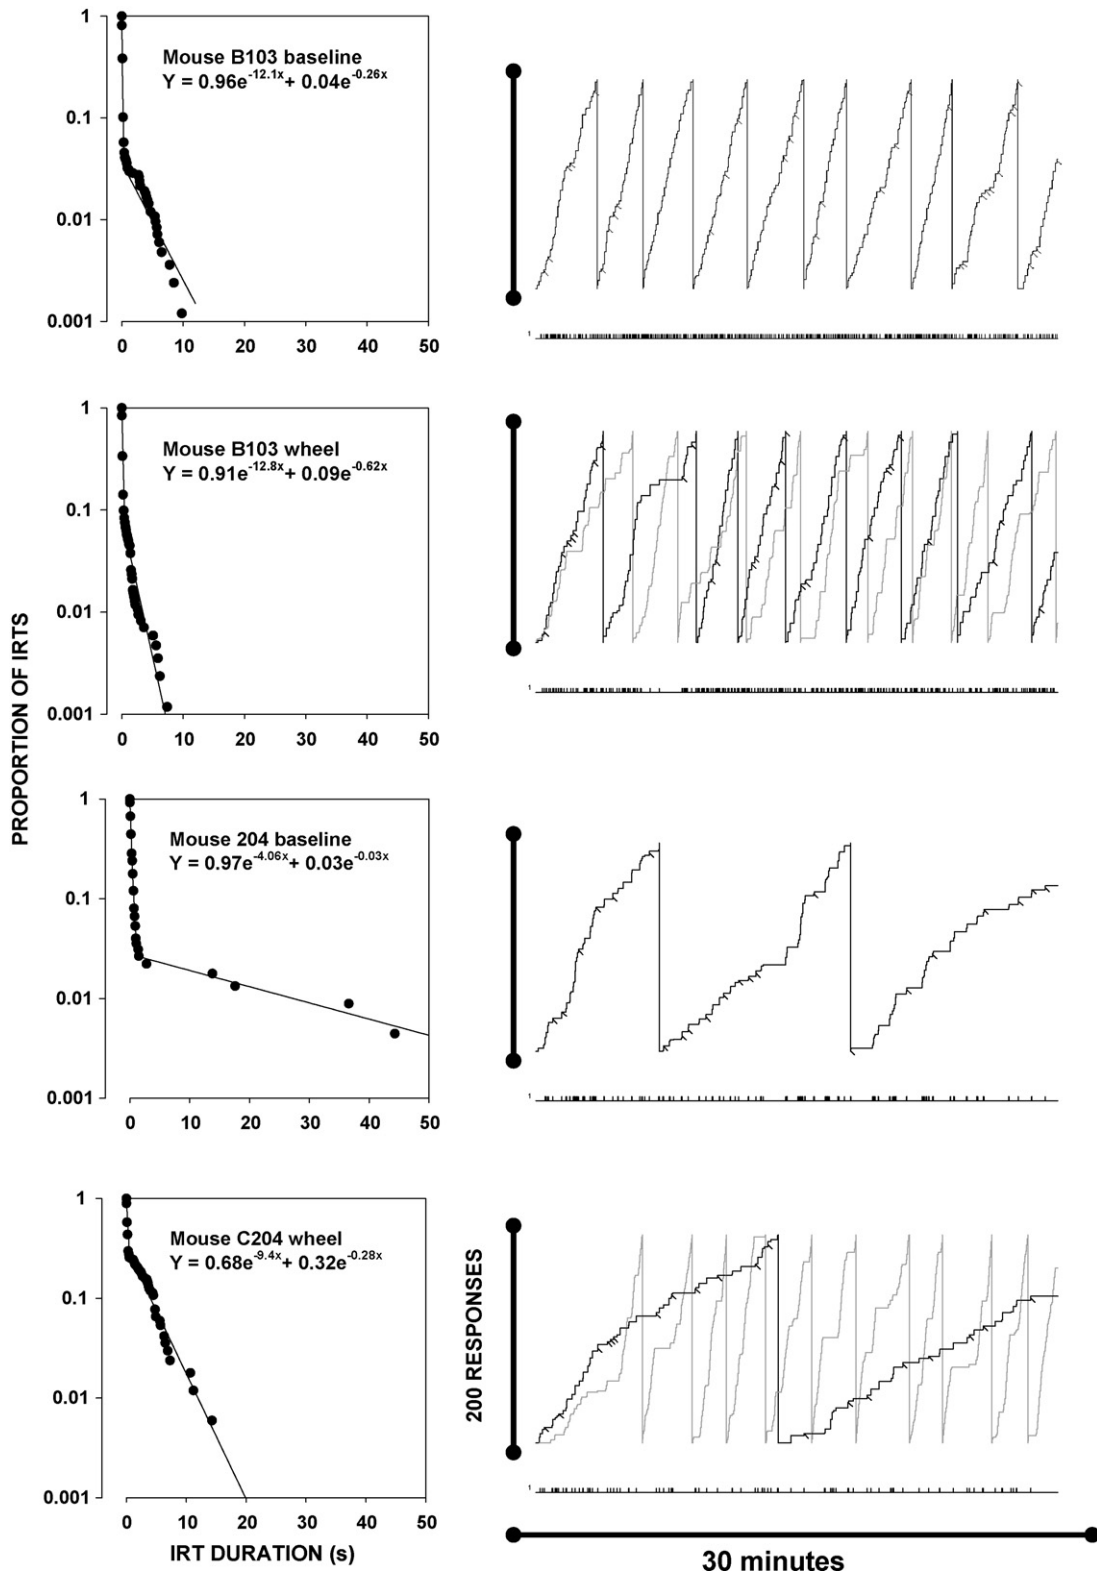 PROPORTION OF IRTS
1
0.1
0.01
0.001
Mouse B103 baseline
Y = 0.96e-12.1x+ 0.04e-0.26x
0 10 20 30 40 50
1
1
0.1
0.01
0.001
Mouse B103 wheel
Y = 0.91e-12.8x+ 0.09e-0.62x
0 10 20 30 40 50
1
1
0.1
0.01
0.001
Mouse 204 baseline
Y = 0.97e-4.06x+ 0.03e-0.03x
0 10 20 30 40 50
1
1
0.1
0.01
0.001
Mouse C204 wheel
Y = 0.68e-9.4x+ 0.32e-0.28x
0 10 20 30 40 50
IRT DURATION (s)
200 RESPONSES
1
30 minutes